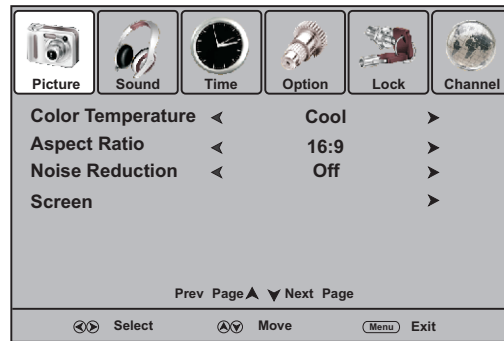 Picture Sound Time Option Lock Channel
Color Temperature Cool
Aspect Ratio 16:9
Noise Reduction Off
Screen
Prev Page Next Page
Select Move Menu Exit